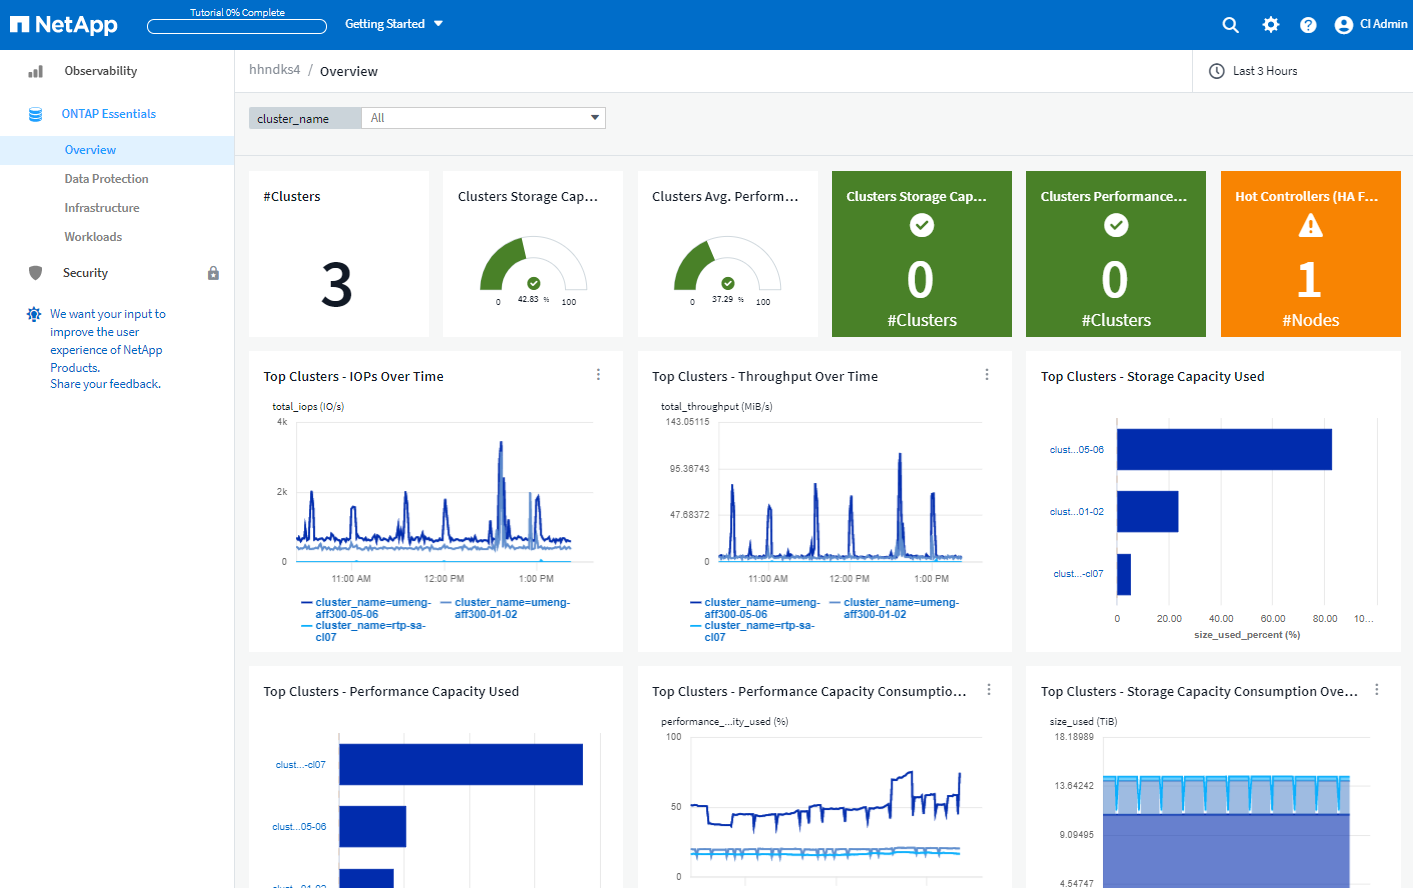 NetApp
Tutorial 0% Complete
Getting Started
CI Admin
Observability
ONTAP Essentials
Overview
Data Protection
Infrastructure
Workloads
Security
We want your input to
improve the user
experience of NetApp
Products.
Share your feedback.
hhndks4 / Overview
Last 3 Hours
cluster_name
All
#Clusters
3
Clusters Storage Cap...
0
42.83 %
100
Clusters Avg. Perform...
0
37.29 %
100
Clusters Storage Cap...
0
#Clusters
Clusters Performance...
0
#Clusters
Hot Controllers (HA F...
1
#Nodes
Top Clusters - IOPs Over Time
total_iops (IO/s)
4k
2k
0
11:00 AM
12:00 PM
1:00 PM
cluster_name=umeng-
aff300-05-06
cluster_name=umeng-
aff300-01-02
cluster_name=rtp-sa-
cl07
Top Clusters - Throughput Over Time
total_throughput (MiB/s)
143.05115
95.36743
47.68372
0
11:00 AM
12:00 PM
1:00 PM
cluster_name=umeng-
aff300-05-06
cluster_name=umeng-
aff300-01-02
cluster_name=rtp-sa-
cl07
Top Clusters - Storage Capacity Used
clust...05-06
clust...01-02
clust...-cl07
0
20.00
40.00
60.00
80.00
10...
size_used_percent (%)
Top Clusters - Performance Capacity Used
clust...-cl07
clust...05-06
clust...01-02
Top Clusters - Performance Capacity Consumptio...
performance_...ity_used (%)
100
50
0
Top Clusters - Storage Capacity Consumption Ove...
size_used (TiB)
18.18989
13.64242
9.09495
4.54747